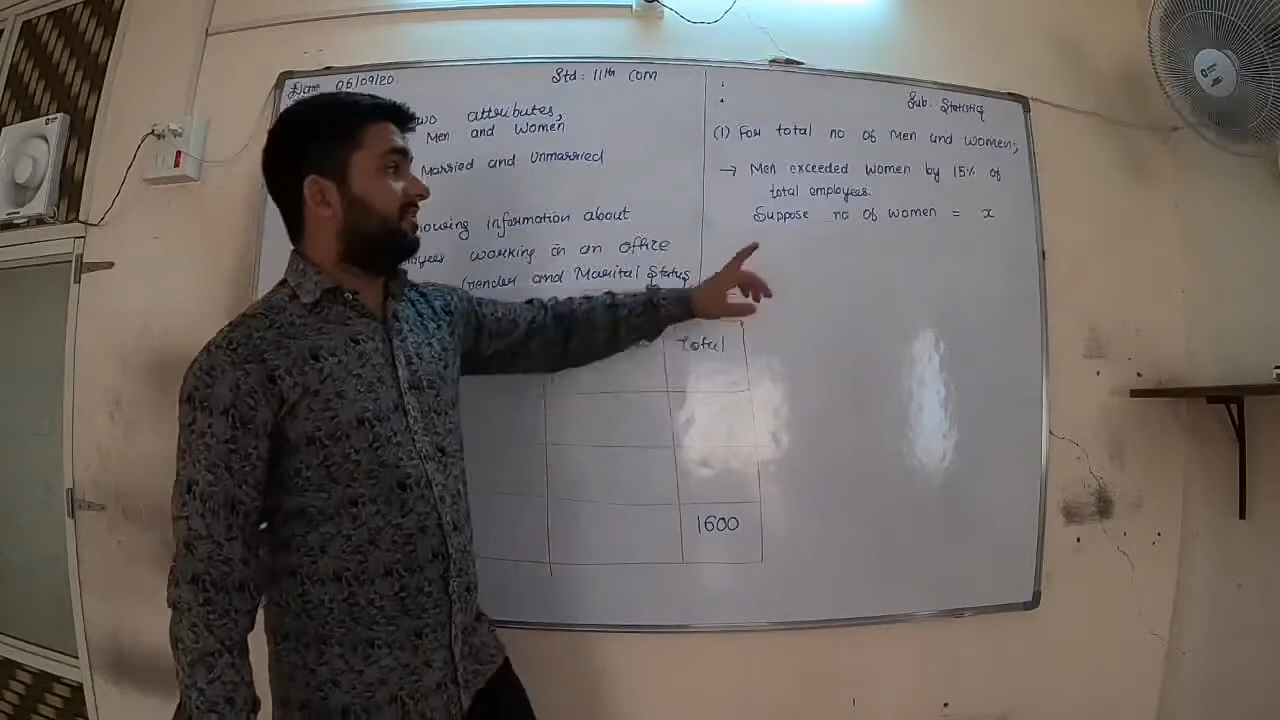 Date 06/09/20
Std: 11th Com
Sub. Statistics
attributes,
Men and Women
Married and Unmarried
information about
working in an office
Gender and Marital Status
Total
1600
(1) For total no of Men and women;
→ Men exceeded women by 15% of
total employees.
Suppose no of women = x